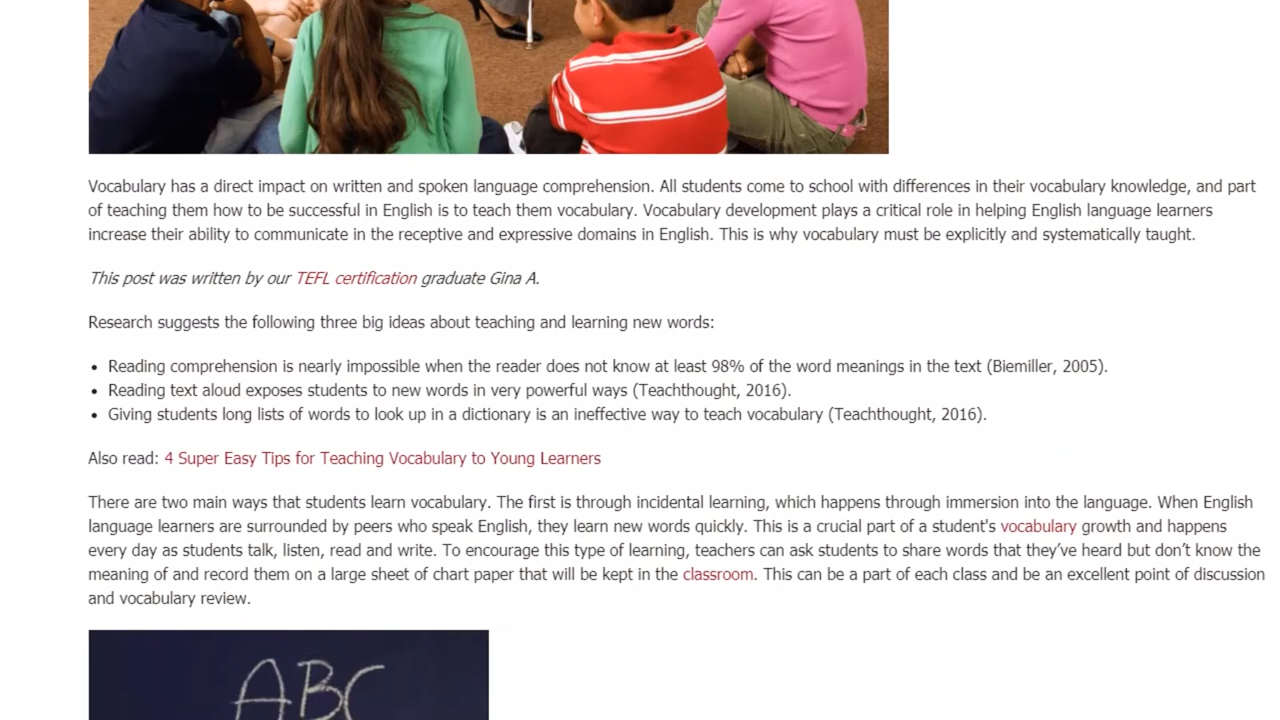 Vocabulary has a direct impact on written and spoken language comprehension. All students come to school with differences in their vocabulary knowledge, and part
of teaching them how to be successful in English is to teach them vocabulary. Vocabulary development plays a critical role in helping English language learners
increase their ability to communicate in the receptive and expressive domains in English. This is why vocabulary must be explicitly and systematically taught.
This post was written by our TEFL certification graduate Gina A.
Research suggests the following three big ideas about teaching and learning new words:
• Reading comprehension is nearly impossible when the reader does not know at least 98% of the word meanings in the text (Biemiller, 2005).
• Reading text aloud exposes students to new words in very powerful ways (Teachthought, 2016).
• Giving students long lists of words to look up in a dictionary is an ineffective way to teach vocabulary (Teachthought, 2016).
Also read: 4 Super Easy Tips for Teaching Vocabulary to Young Learners
There are two main ways that students learn vocabulary. The first is through incidental learning, which happens through immersion into the language. When English
language learners are surrounded by peers who speak English, they learn new words quickly. This is a crucial part of a student's vocabulary growth and happens
every day as students talk, listen, read and write. To encourage this type of learning, teachers can ask students to share words that they've heard but don't know the
meaning of and record them on a large sheet of chart paper that will be kept in the classroom. This can be a part of each class and be an excellent point of discussion
and vocabulary review.
ABC